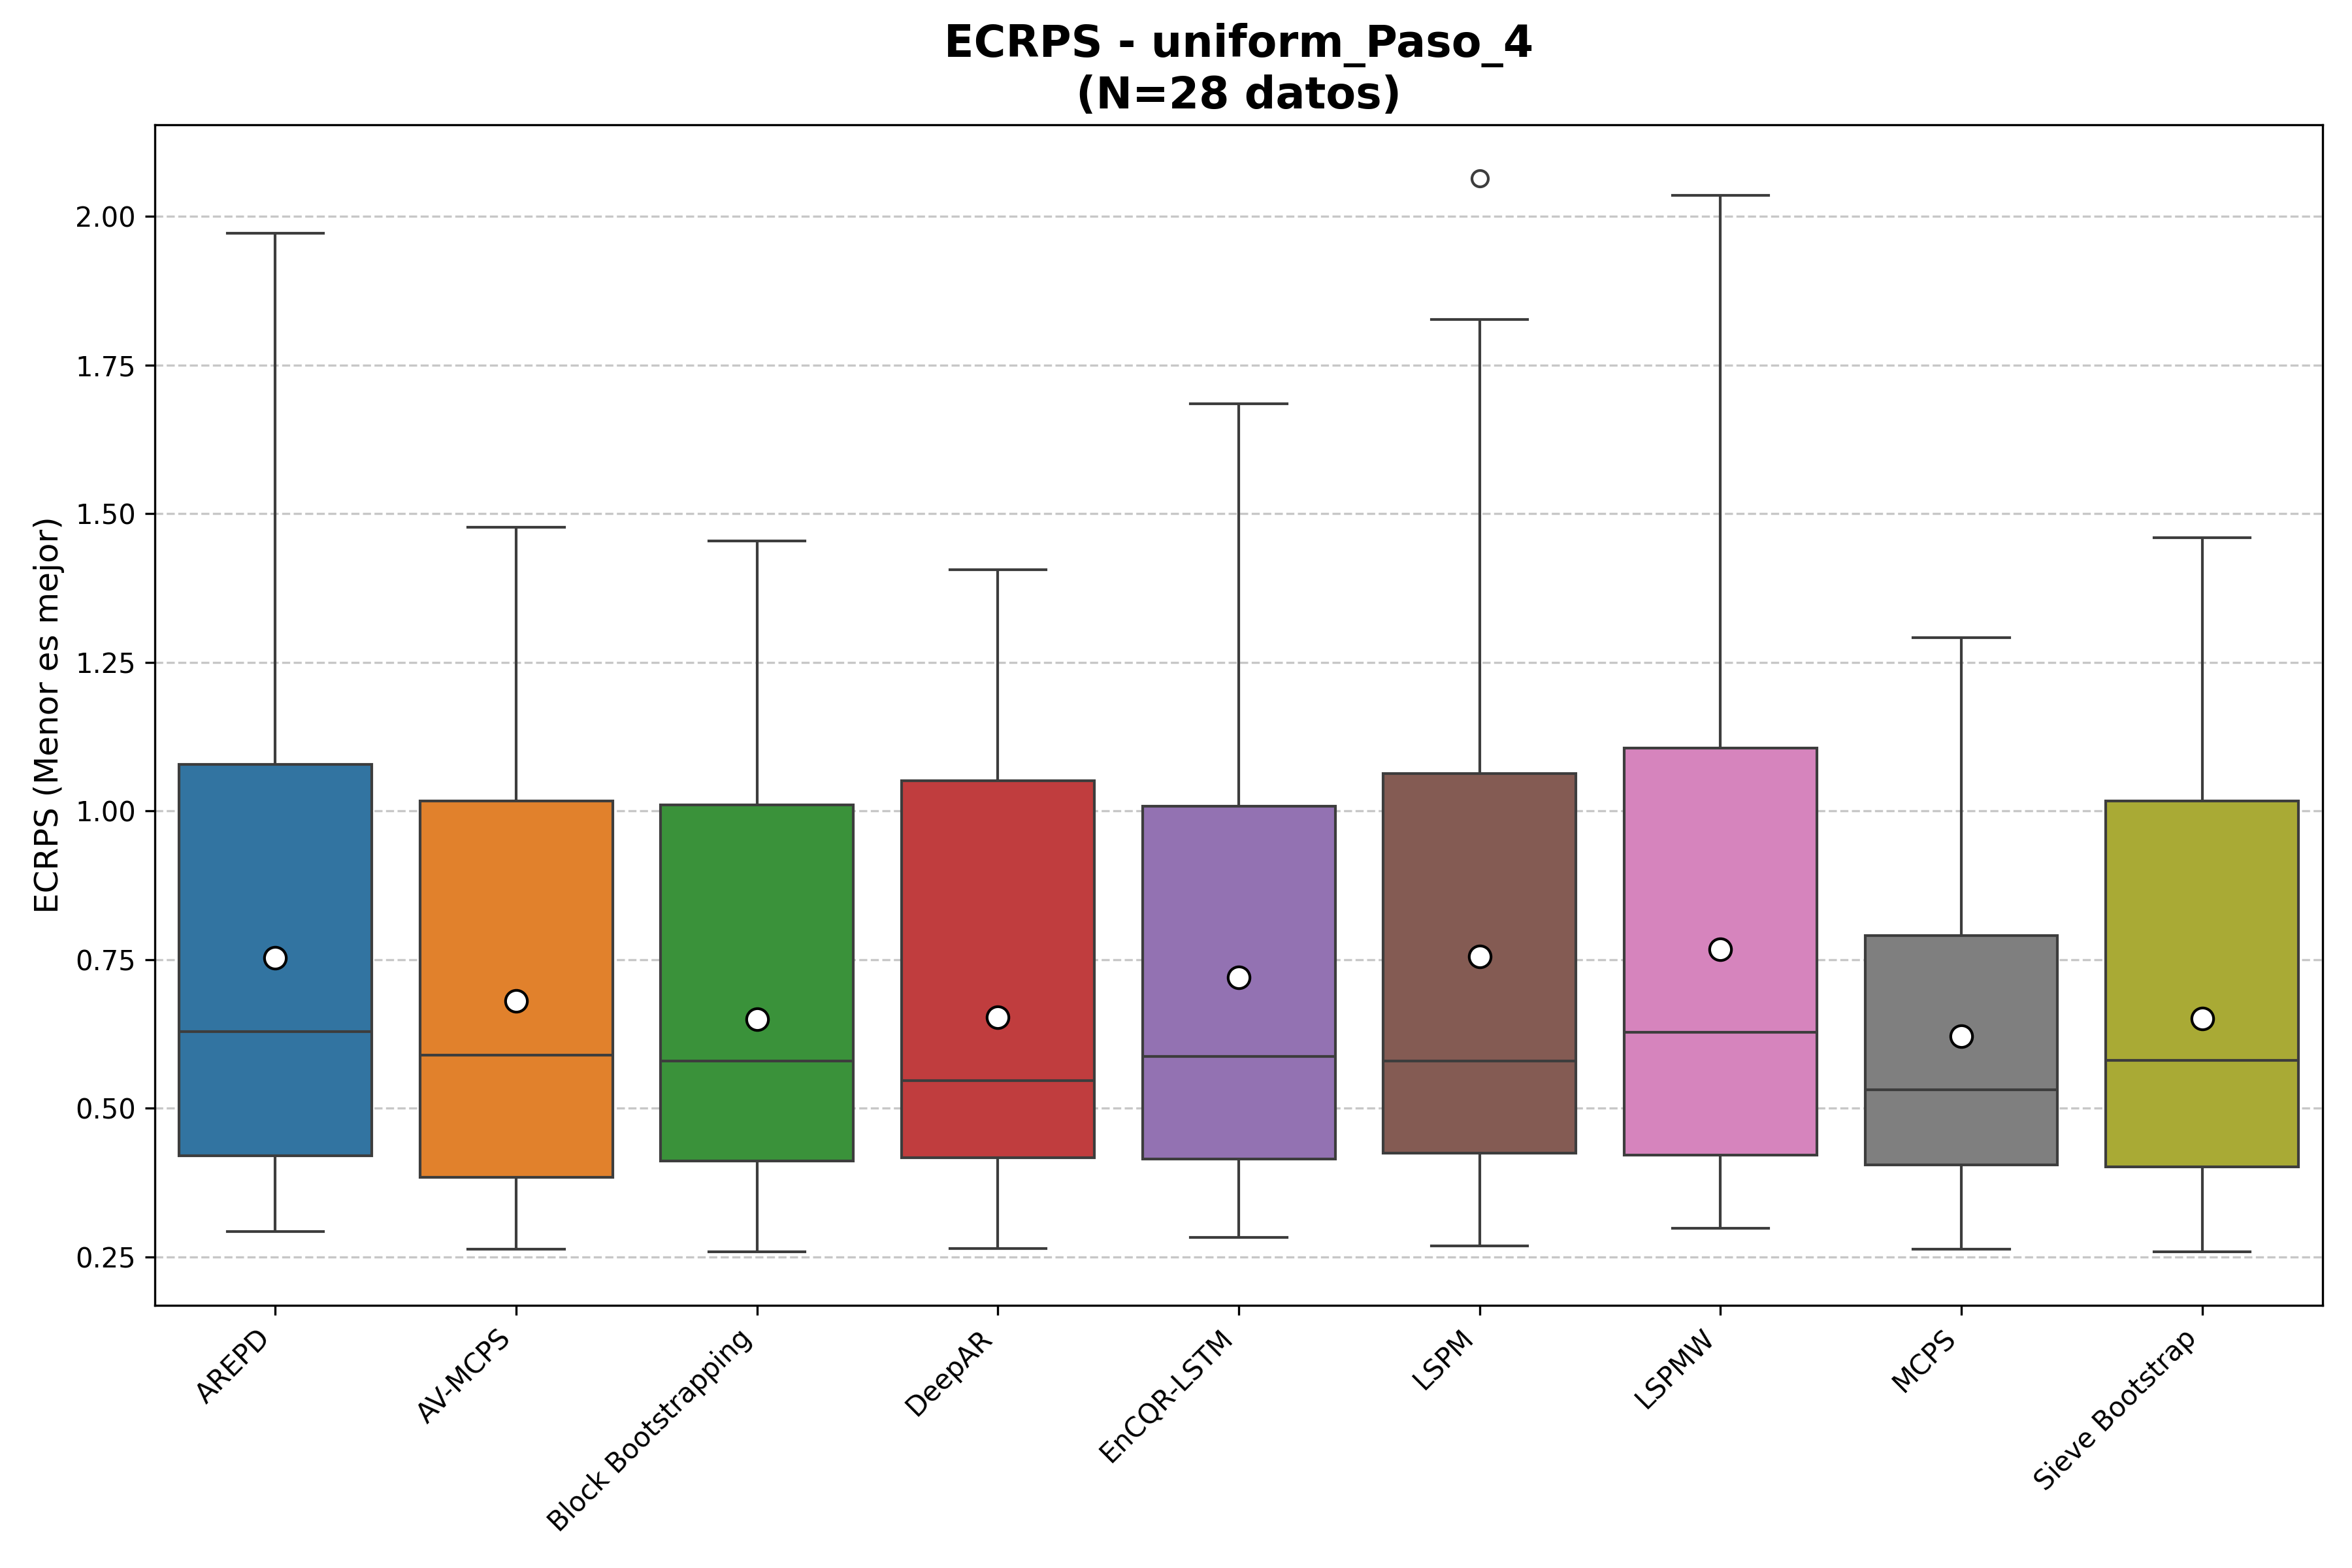 ECRPS - uniform_Paso_4
(N=28 datos)
ECRPS (Menor es mejor)
2.00
1.75
1.50
1.25
1.00
0.75
0.50
0.25
AREPD
AV-MCPS
Block Bootstrapping
DeepAR
EnCQR-LSTM
LSPM
LSPMW
MCPS
Sieve Bootstrap